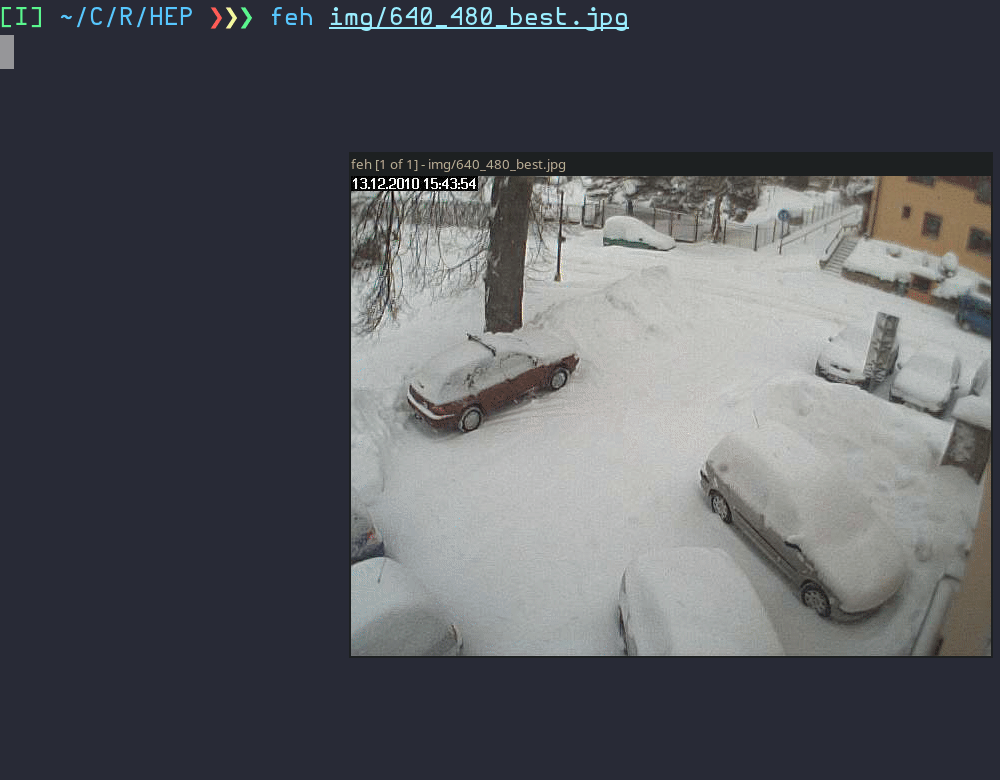 [I] ~/C/R/HEP ❯❯❯ feh img/640_480_best.jpg
feh [1 of 1] - img/640_480_best.jpg
13.12.2010 15:43:54